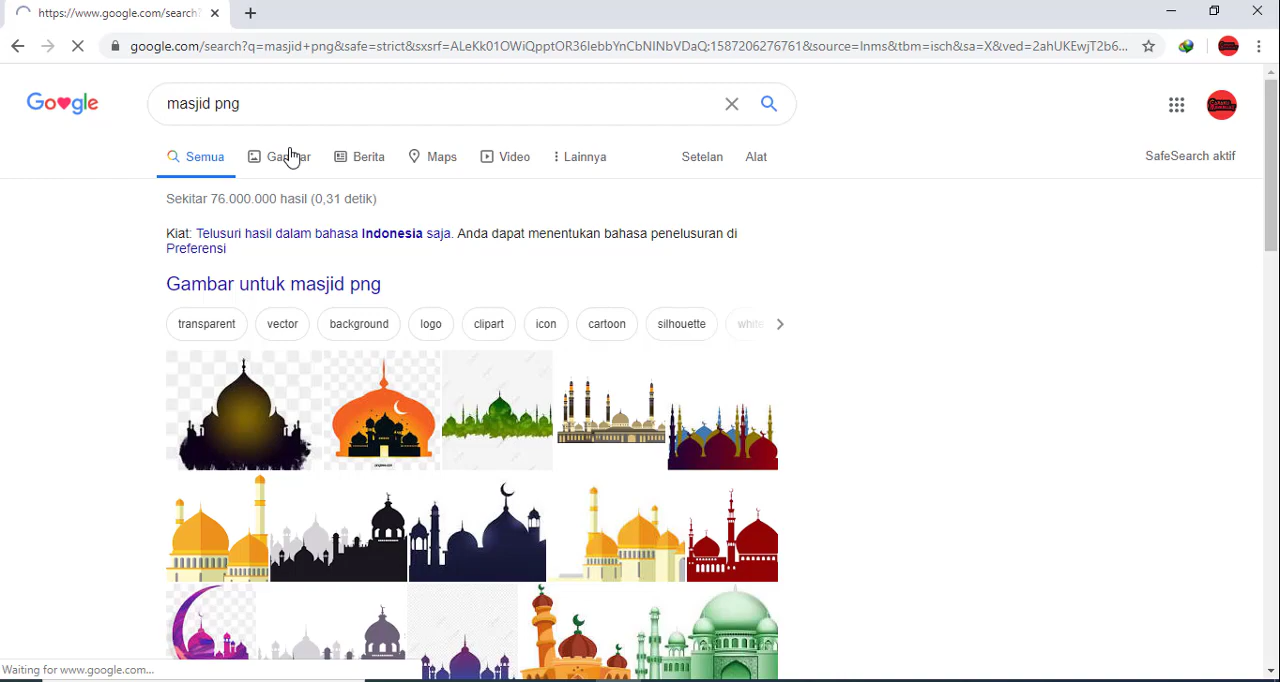 https://www.google.com/search?
google.com/search?q=masjid+png&safe=strict&sxsrf=ALeKk01OWiQpptOR36lebbYnCbNINbVDaQ:1587206276761&source=lnms&tbm=isch&sa=X&ved=2ahUKEwjT2b6...
Google
masjid png
Semua Gambar Berita Maps Video Lainnya Setelan Alat SafeSearch aktif
Sekitar 76.000.000 hasil (0,31 detik)
Kiat: Telusuri hasil dalam bahasa Indonesia saja. Anda dapat menentukan bahasa penelusuran di
Preferensi
Gambar untuk masjid png
transparent vector background logo clipart icon cartoon silhouette white
Waiting for www.google.com...